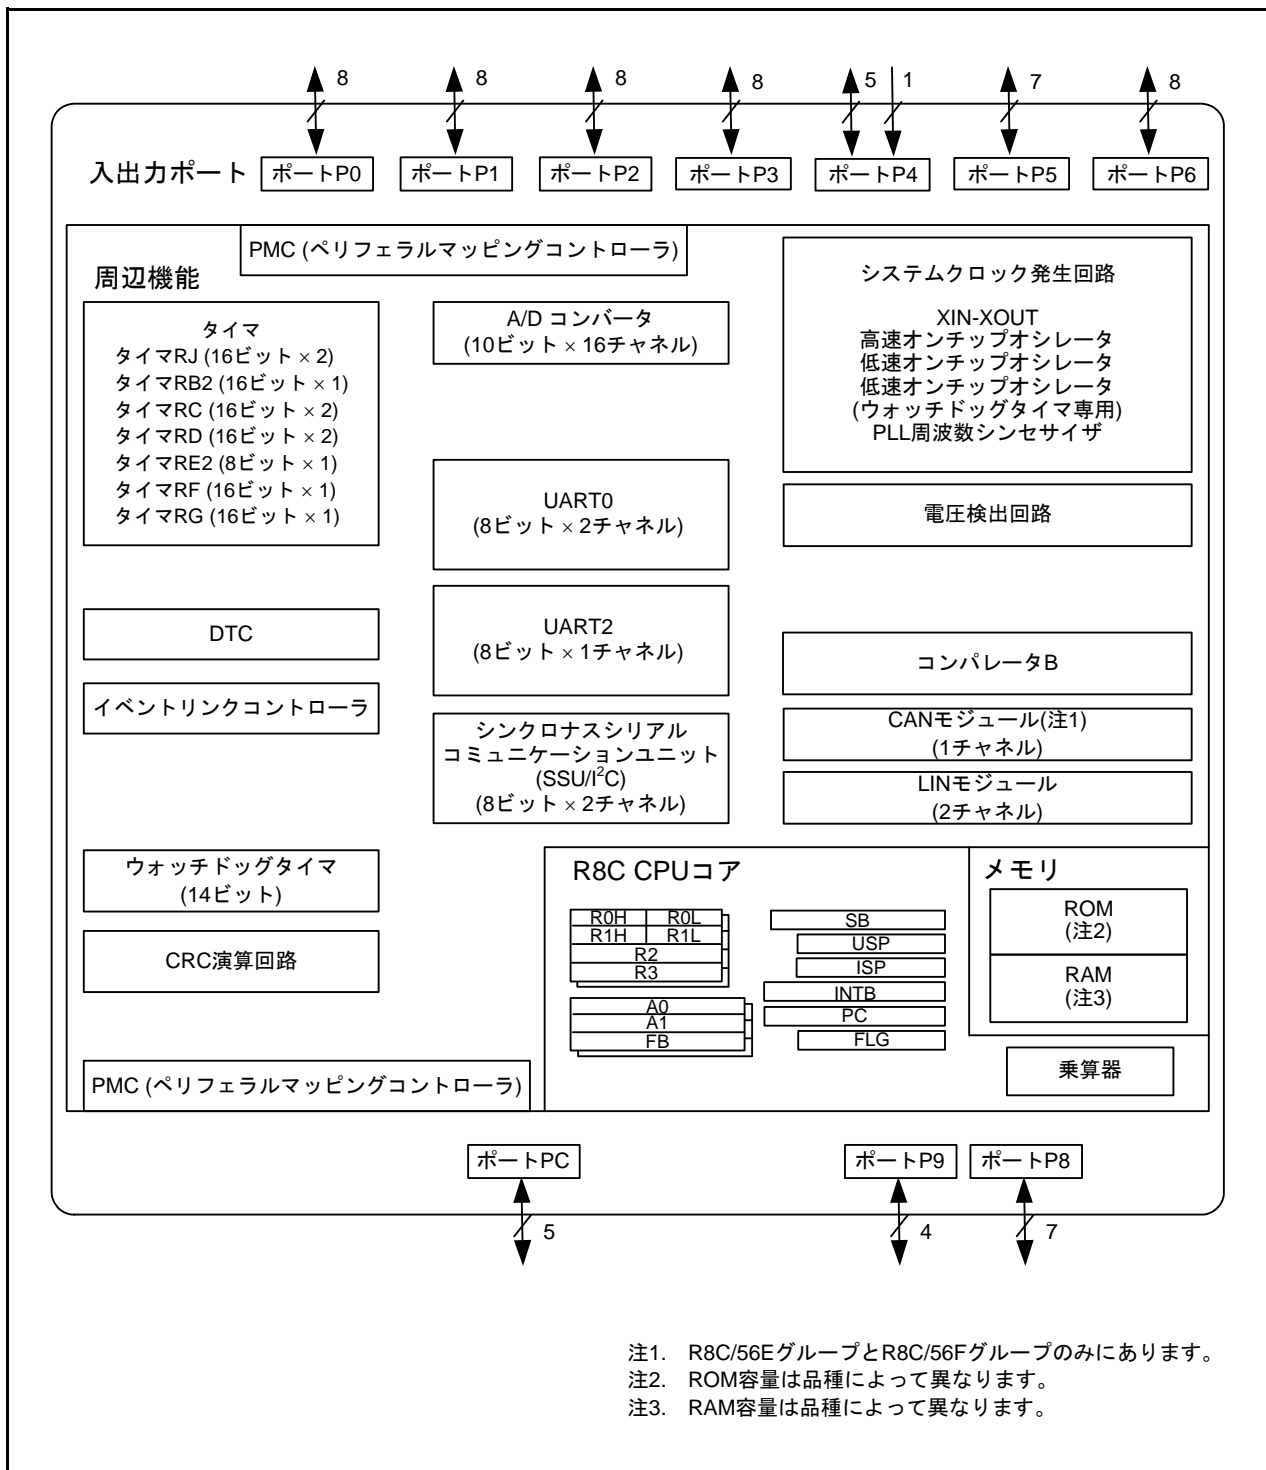 8 8 8 8 5 1 7 8
入出力ポート ポートP0 ポートP1 ポートP2 ポートP3 ポートP4 ポートP5 ポートP6
PMC (ペリフェラルマッピングコントローラ)
周辺機能
タイマ
タイマRJ (16ビット × 2)
タイマRB2 (16ビット × 1)
タイマRC (16ビット × 2)
タイマRD (16ビット × 2)
タイマRE2 (8ビット × 1)
タイマRF (16ビット × 1)
タイマRG (16ビット × 1)
DTC
イベントリンクコントローラ
ウォッチドッグタイマ
(14ビット)
CRC演算回路
PMC (ペリフェラルマッピングコントローラ)
A/D コンバータ
(10ビット × 16チャネル)
UART0
(8ビット × 2チャネル)
UART2
(8ビット × 1チャネル)
シンクロナスシリアル
コミュニケーションユニット
(SSU/I²C)
(8ビット × 2チャネル)
システムクロック発生回路
XIN-XOUT
高速オンチップオシレータ
低速オンチップオシレータ
低速オンチップオシレータ
(ウォッチドッグタイマ専用)
PLL周波数シンセサイザ
電圧検出回路
コンパレータB
CANモジュール(注1)
(1チャネル)
LINモジュール
(2チャネル)
R8C CPUコア
R0H R0L
R1H R1L
R2
R3
A0
A1
FB
SB
USP
ISP
INTB
PC
FLG
メモリ
ROM
(注2)
RAM
(注3)
乗算器
ポートPC ポートP9 ポートP8
5 4 7
注1. R8C/56EグループとR8C/56Fグループのみにあります。
注2. ROM容量は品種によって異なります。
注3. RAM容量は品種によって異なります。